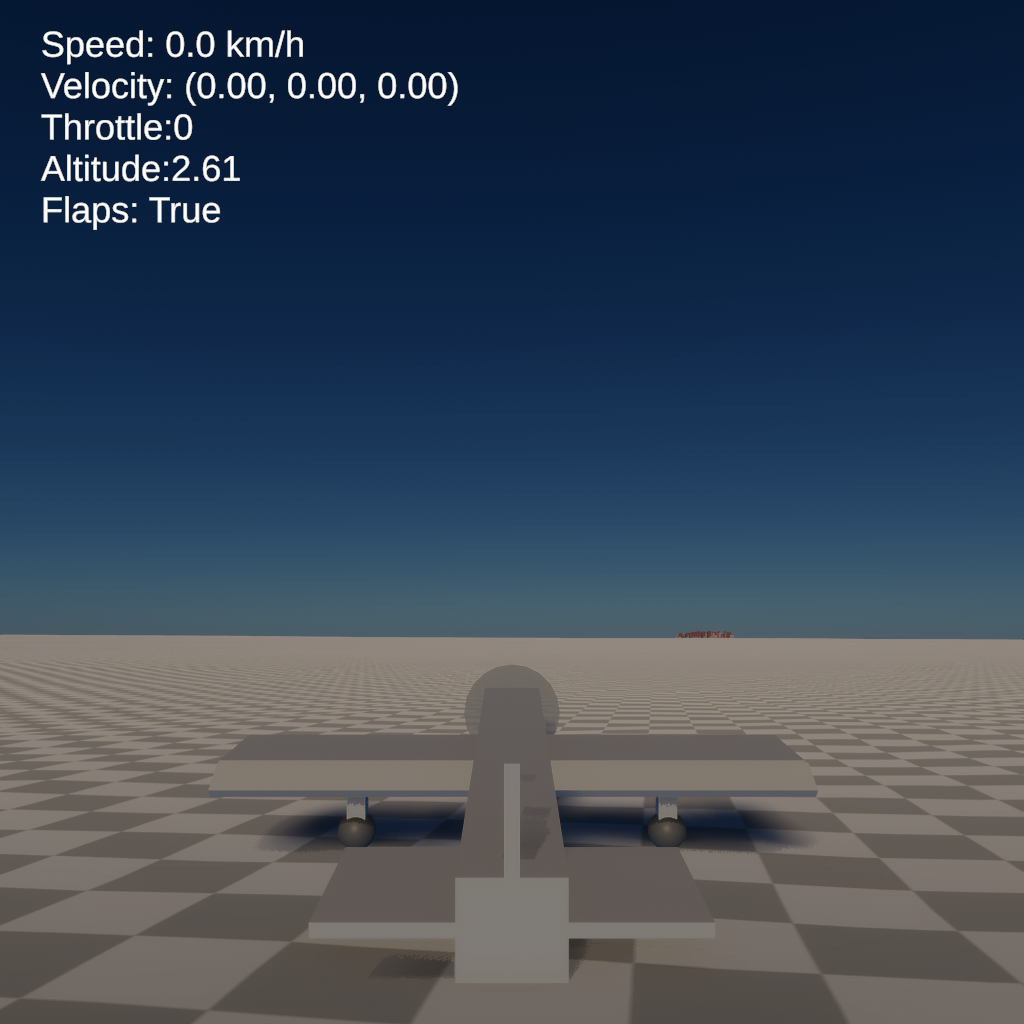 Speed: 0.0 km/h
Velocity: (0.00, 0.00, 0.00)
Throttle:0
Altitude:2.61
Flaps: True